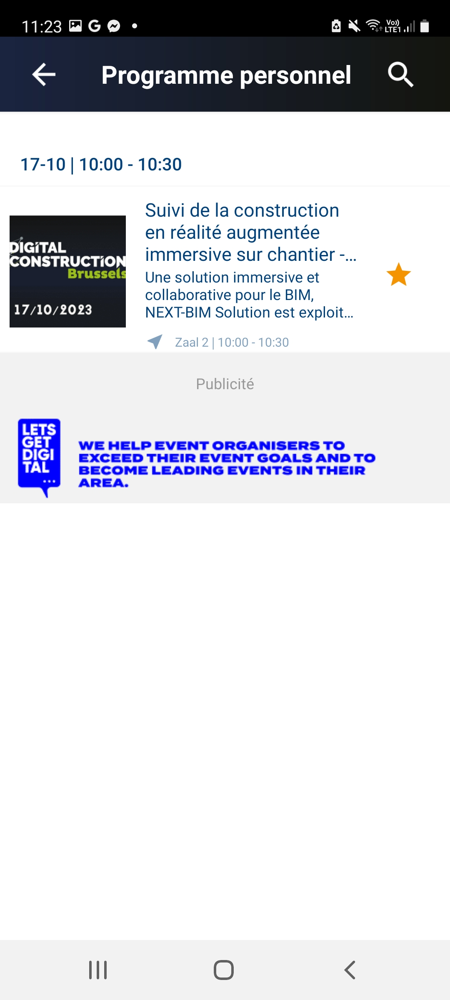 11:23
Vo))
LTE1
Programme personnel
17-10 | 10:00 - 10:30
DIGITAL
CONSTRUCTION
Brussels
17/10/2023
Suivi de la construction
en réalité augmentée
immersive sur chantier -...
Une solution immersive et
collaborative pour le BIM,
NEXT-BIM Solution est exploit...
Zaal 2 | 10:00 - 10:30
Publicité
LETS
GET
DIGI
TAL
...
WE HELP EVENT ORGANISERS TO
EXCEED THEIR EVENT GOALS AND TO
BECOME LEADING EVENTS IN THEIR
AREA.